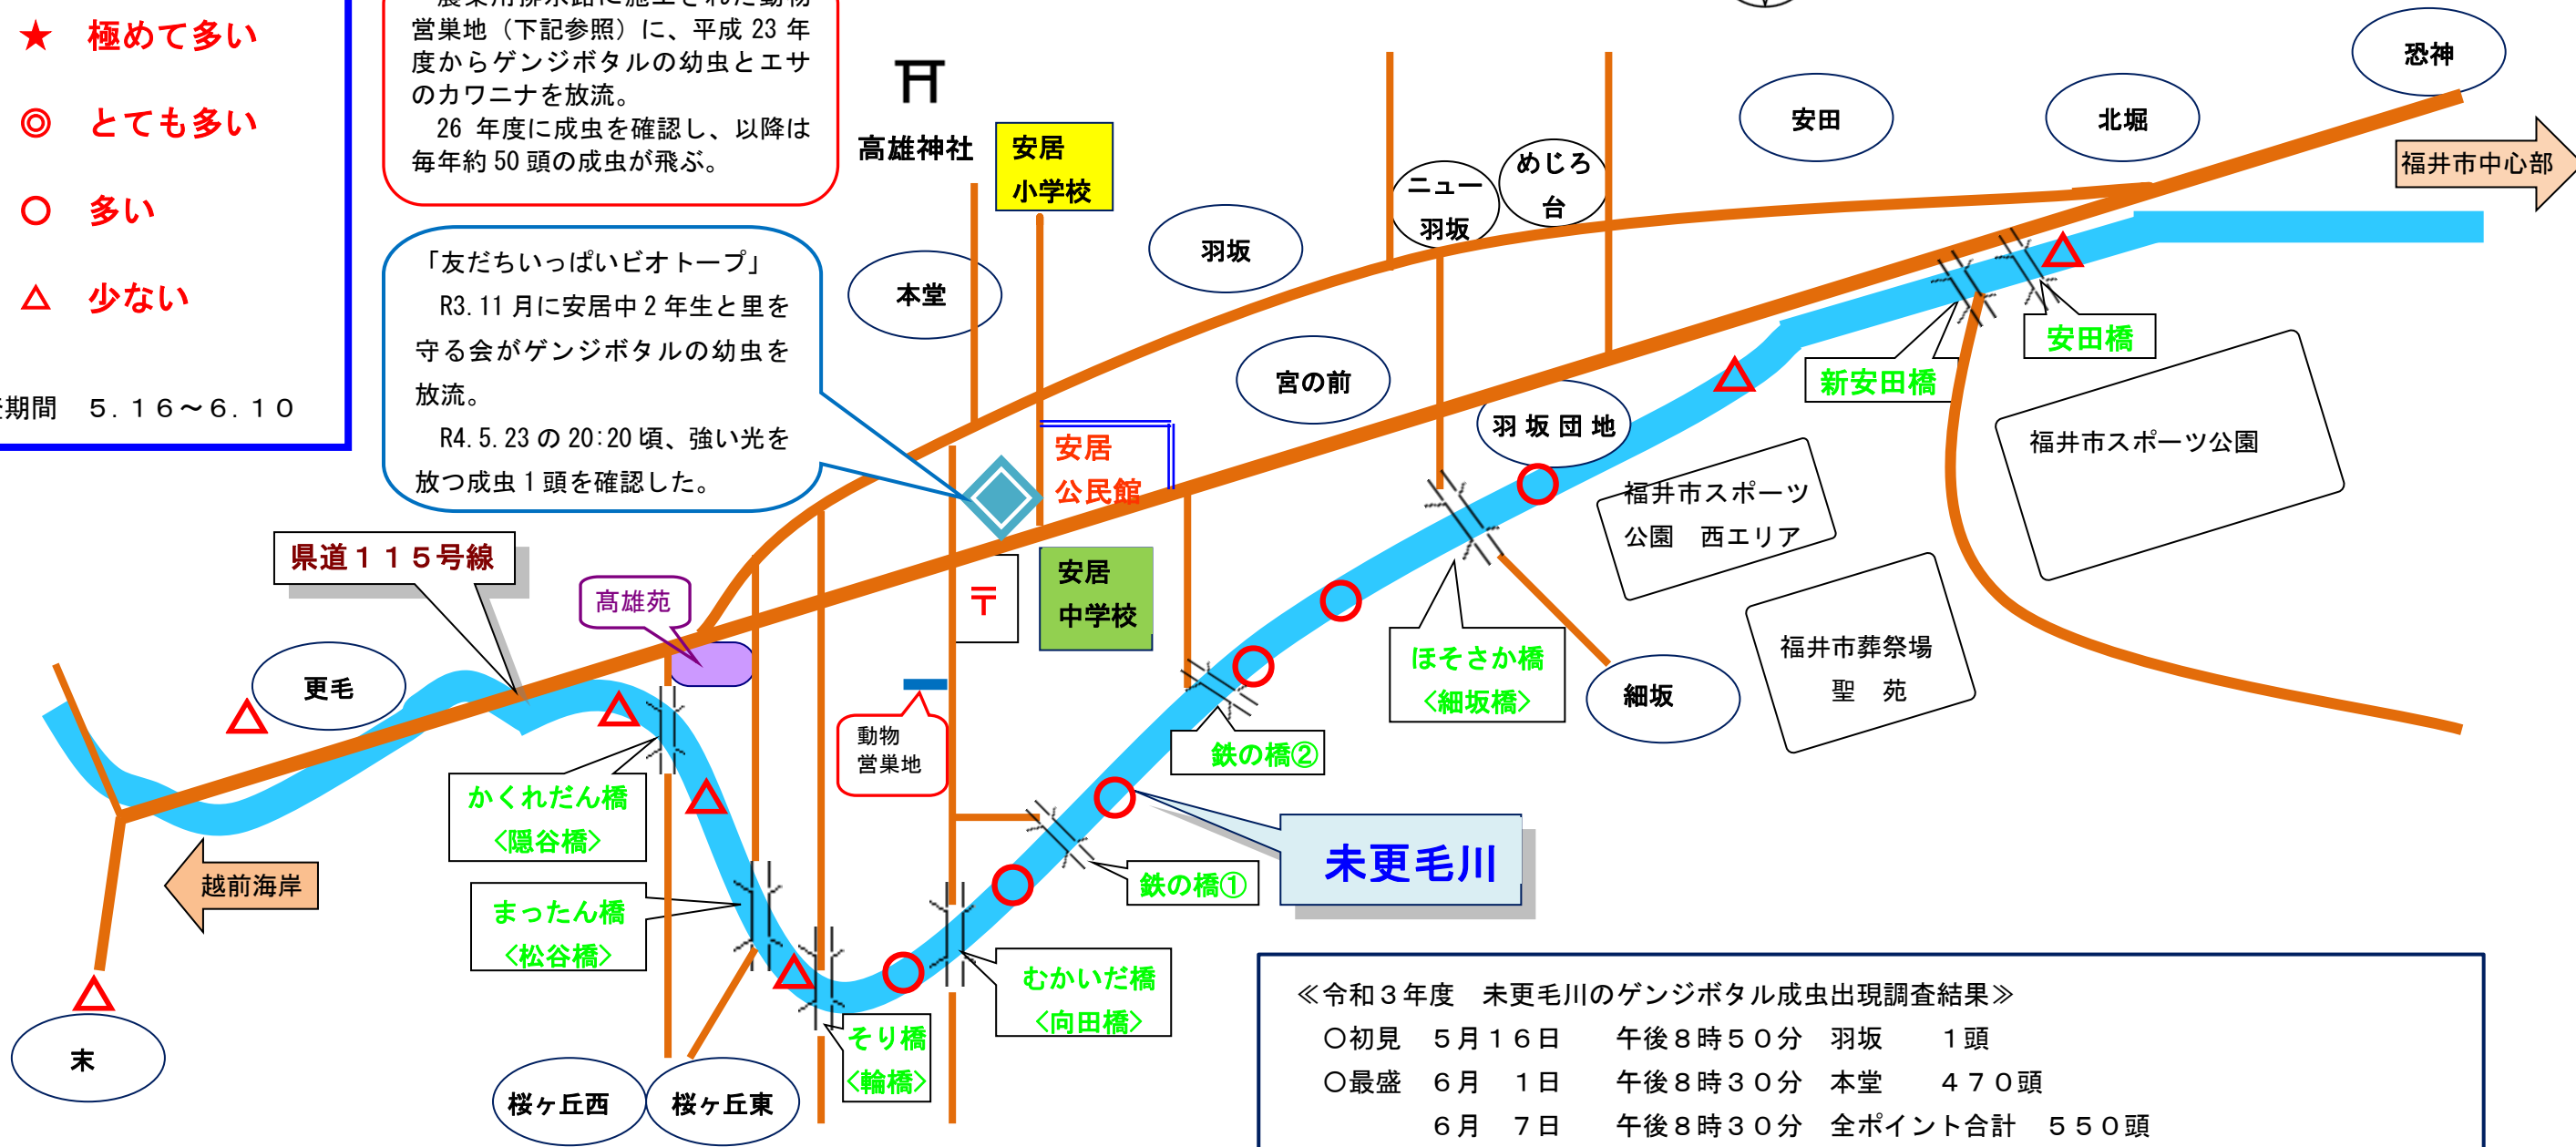 ★ 極めて多い
◎ とても多い
○ 多い
△ 少ない
期間 ５.１６～６.１０
営巣地（下記参照）に、平成 23 年
度からゲンジボタルの幼虫とエサ
のカワニナを放流。
26 年度に成虫を確認し、以降は
毎年約 50 頭の成虫が飛ぶ。
「友だちいっぱいビオトープ」
R3.11 月に安居中 2 年生と里を
守る会がゲンジボタルの幼虫を
放流。
R4.5.23 の 20:20 頃、強い光を
放つ成虫 1 頭を確認した。
高雄神社
安居
小学校
本堂
羽坂
ニュー
羽坂
めじろ
台
安田
北堀
恐神
福井市中心部
宮の前
羽坂団地
新安田橋
安田橋
福井市スポーツ公園
福井市スポーツ
公園　西エリア
福井市葬祭場
聖　苑
安居
公民館
安居
中学校
〒
県道１１５号線
髙雄苑
更毛
動物
営巣地
ほそさか橋
<細坂橋>
細坂
鉄の橋②
鉄の橋①
未更毛川
かくれだん橋
<隠谷橋>
まったん橋
<松谷橋>
越前海岸
むかいだ橋
<向田橋>
そり橋
<輪橋>
末
桜ヶ丘西
桜ヶ丘東
≪令和３年度　未更毛川のゲンジボタル成虫出現調査結果≫
○初見　５月１６日　　午後８時５０分　羽坂　　１頭
○最盛　６月　１日　　午後８時３０分　本堂　　４７０頭
６月　７日　　午後８時３０分　全ポイント合計　５５０頭